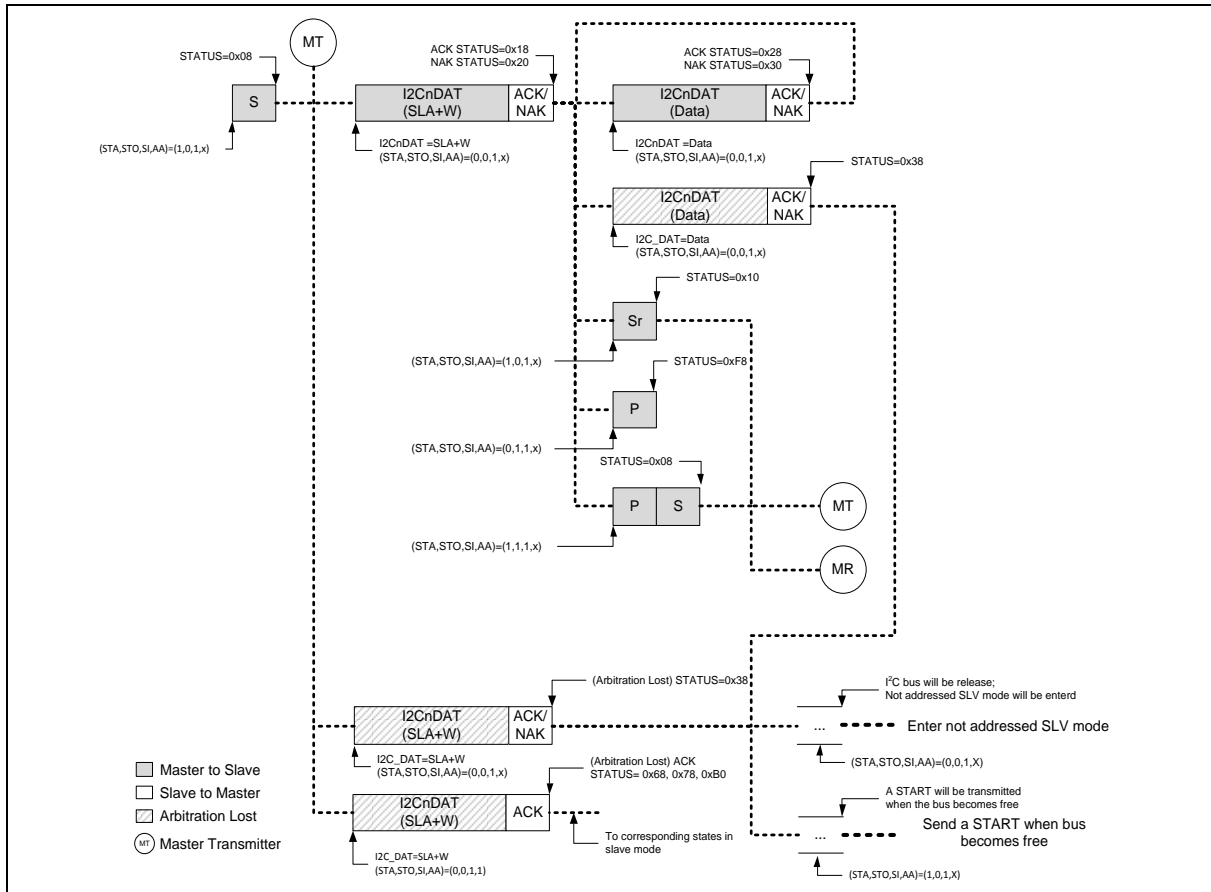 MT
STATUS=0x08
ACK STATUS=0x18
NAK STATUS=0x20
ACK STATUS=0x28
NAK STATUS=0x30
S
I2CnDAT
(SLA+W)
ACK/
NAK
I2CnDAT
(Data)
ACK/
NAK
(STA,STO,SI,AA)=(1,0,1,x)
I2CnDAT =SLA+W
(STA,STO,SI,AA)=(0,0,1,x)
I2CnDAT=Data
(STA,STO,SI,AA)=(0,0,1,x)
STATUS=0x38
I2CnDAT
(Data)
ACK/
NAK
I2C_DAT=Data
(STA,STO,SI,AA)=(0,0,1,x)
STATUS=0x10
Sr
(STA,STO,SI,AA)=(1,0,1,x)
STATUS=0xF8
P
(STA,STO,SI,AA)=(0,1,1,x)
STATUS=0x08
P
S
MT
(STA,STO,SI,AA)=(1,1,1,x)
MR
(Arbitration Lost) STATUS=0x38
I2CnDAT
(SLA+W)
ACK/
NAK
I2C_DAT=SLA+W
(STA,STO,SI,AA)=(0,0,1,x)
I²C bus will be release;
Not addressed SLV mode will be enterd
...
Enter not addressed SLV mode
(STA,STO,SI,AA)=(0,0,1,X)
(Arbitration Lost) ACK
STATUS= 0x68, 0x78, 0xB0
I2CnDAT
(SLA+W)
ACK
I2C_DAT=SLA+W
(STA,STO,SI,AA)=(0,0,1,1)
To corresponding states in
slave mode
A START will be transmitted
when the bus becomes free
...
Send a START when bus
becomes free
(STA,STO,SI,AA)=(1,0,1,X)
Master to Slave
Slave to Master
Arbitration Lost
MT
Master Transmitter